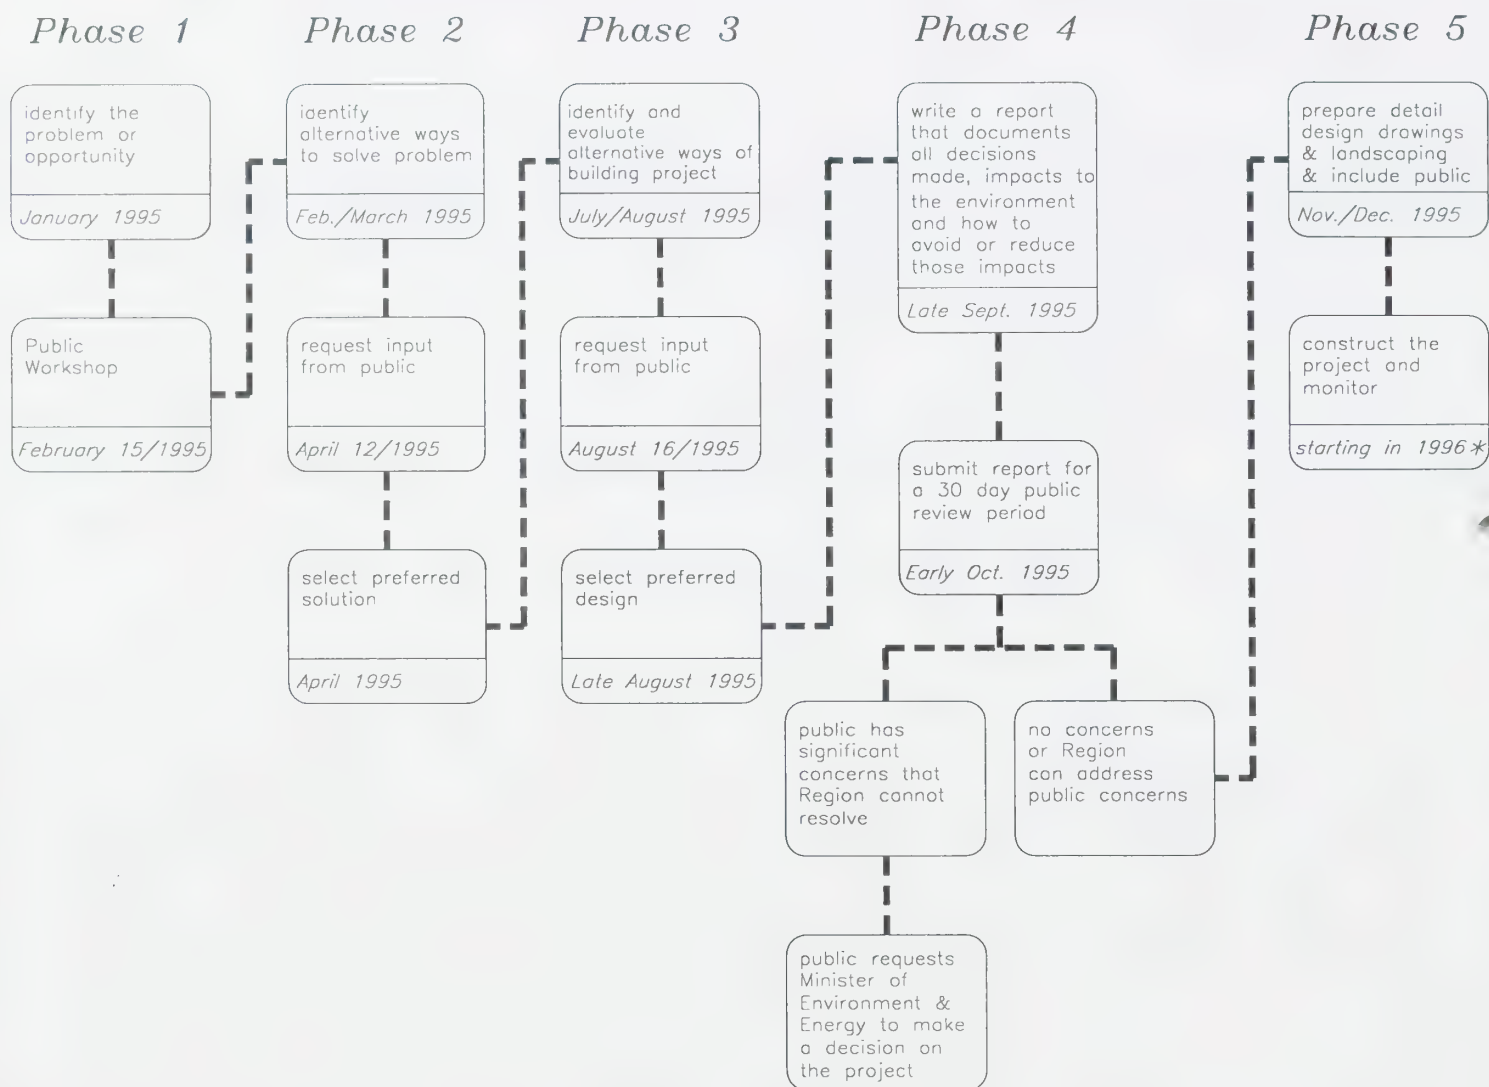 Phase 1
identify the
problem or
opportunity
January 1995
Public
Workshop
February 15/1995
Phase 2
identify
alternative ways
to solve problem
Feb./March 1995
request input
from public
April 12/1995
select preferred
solution
April 1995
Phase 3
identify and
evaluate
alternative ways of
building project
July/August 1995
request input
from public
August 16/1995
select preferred
design
Late August 1995
Phase 4
write a report
that documents
all decisions
made, impacts to
the environment
and how to
avoid or reduce
those impacts
Late Sept. 1995
submit report for
a 30 day public
review period
Early Oct. 1995
public has
significant
concerns that
Region cannot
resolve
public requests
Minister of
Environment &
Energy to make
a decision on
the project
no concerns
or Region
can address
public concerns
Phase 5
prepare detail
design drawings
& landscaping
& include public
Nov./Dec. 1995
construct the
project and
monitor
starting in 1996*